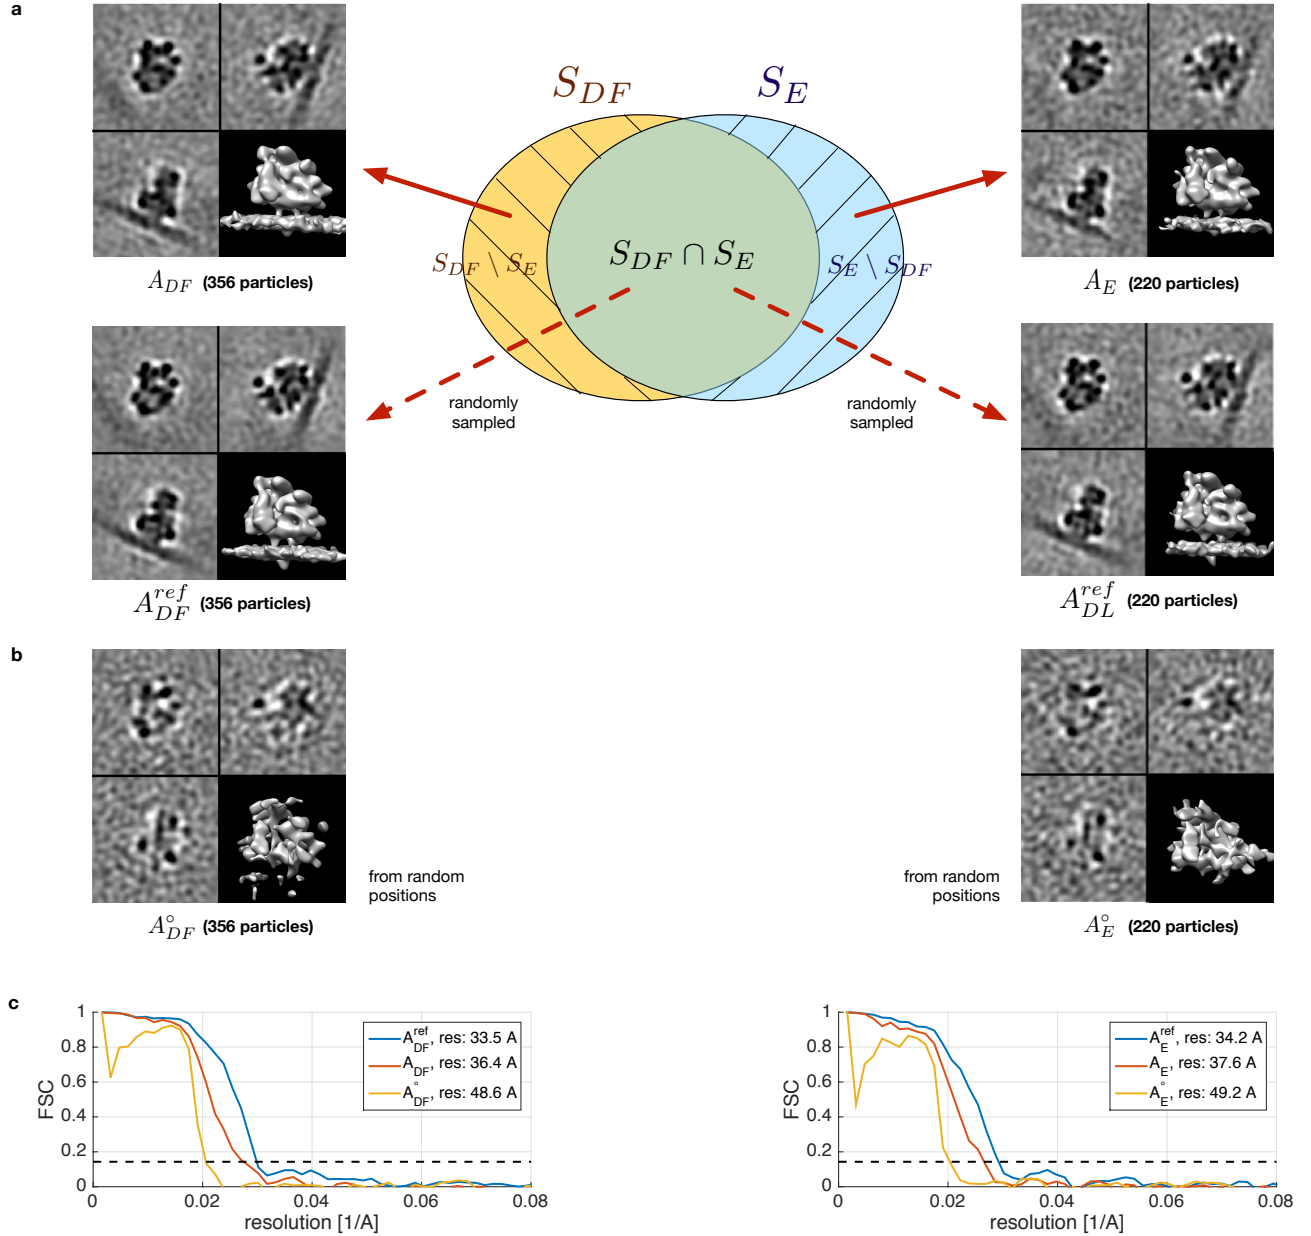 a
S_DF S_E
S_DF \ S_E S_DF ∩ S_E S_E \ S_DF
A_DF (356 particles)
A_E (220 particles)
randomly
sampled
randomly
sampled
A_DF^ref (356 particles)
A_DL^ref (220 particles)
b
from random
positions
from random
positions
A_DF^° (356 particles)
A_E^° (220 particles)
c
FSC
1
0.8
0.6
0.4
0.2
0
0 0.02 0.04 0.06 0.08
resolution [1/A]
A_DF^ref, res: 33.5 A
A_DF, res: 36.4 A
A_DF^°, res: 48.6 A
FSC
1
0.8
0.6
0.4
0.2
0
0 0.02 0.04 0.06 0.08
resolution [1/A]
A_E^ref, res: 34.2 A
A_E, res: 37.6 A
A_E^°, res: 49.2 A